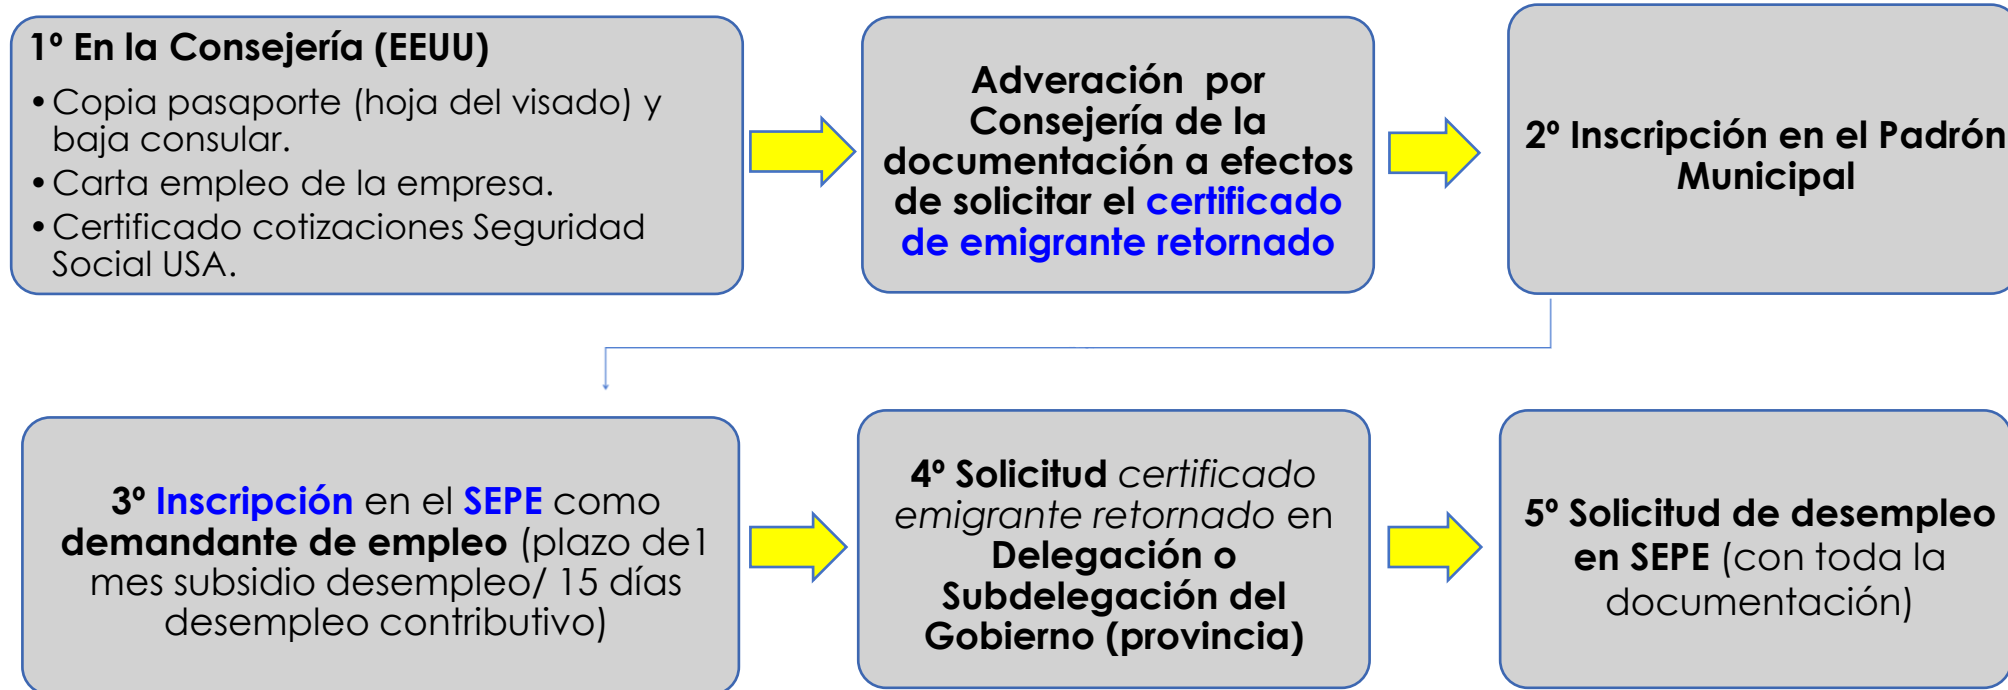 1º En la Consejería (EEUU)
•Copia pasaporte (hoja del visado) y
baja consular.
•Carta empleo de la empresa.
•Certificado cotizaciones Seguridad
Social USA.
Adveración por
Consejería de la
documentación a efectos
de solicitar el certificado
de emigrante retornado
2º Inscripción en el Padrón
Municipal
3º Inscripción en el SEPE como
demandante de empleo (plazo de1
mes subsidio desempleo/ 15 días
desempleo contributivo)
4º Solicitud certificado
emigrante retornado en
Delegación o
Subdelegación del
Gobierno (provincia)
5º Solicitud de desempleo
en SEPE (con toda la
documentación)